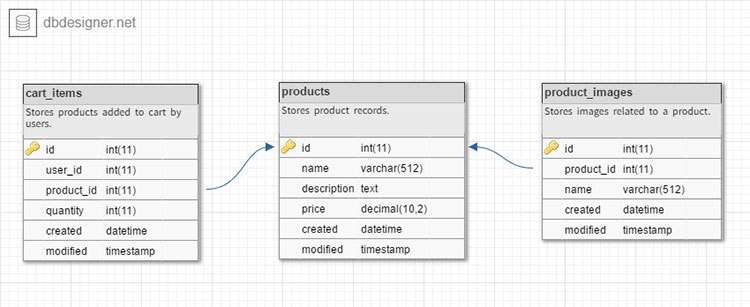 dbdesigner.net
cart_items
Stores products added to cart by
users.
id int(11)
user_id int(11)
product_id int(11)
quantity int(11)
created datetime
modified timestamp
products
Stores product records.
id int(11)
name varchar(512)
description text
price decimal(10,2)
created datetime
modified timestamp
product_images
Stores images related to a product.
id int(11)
product_id int(11)
name varchar(512)
created datetime
modified timestamp